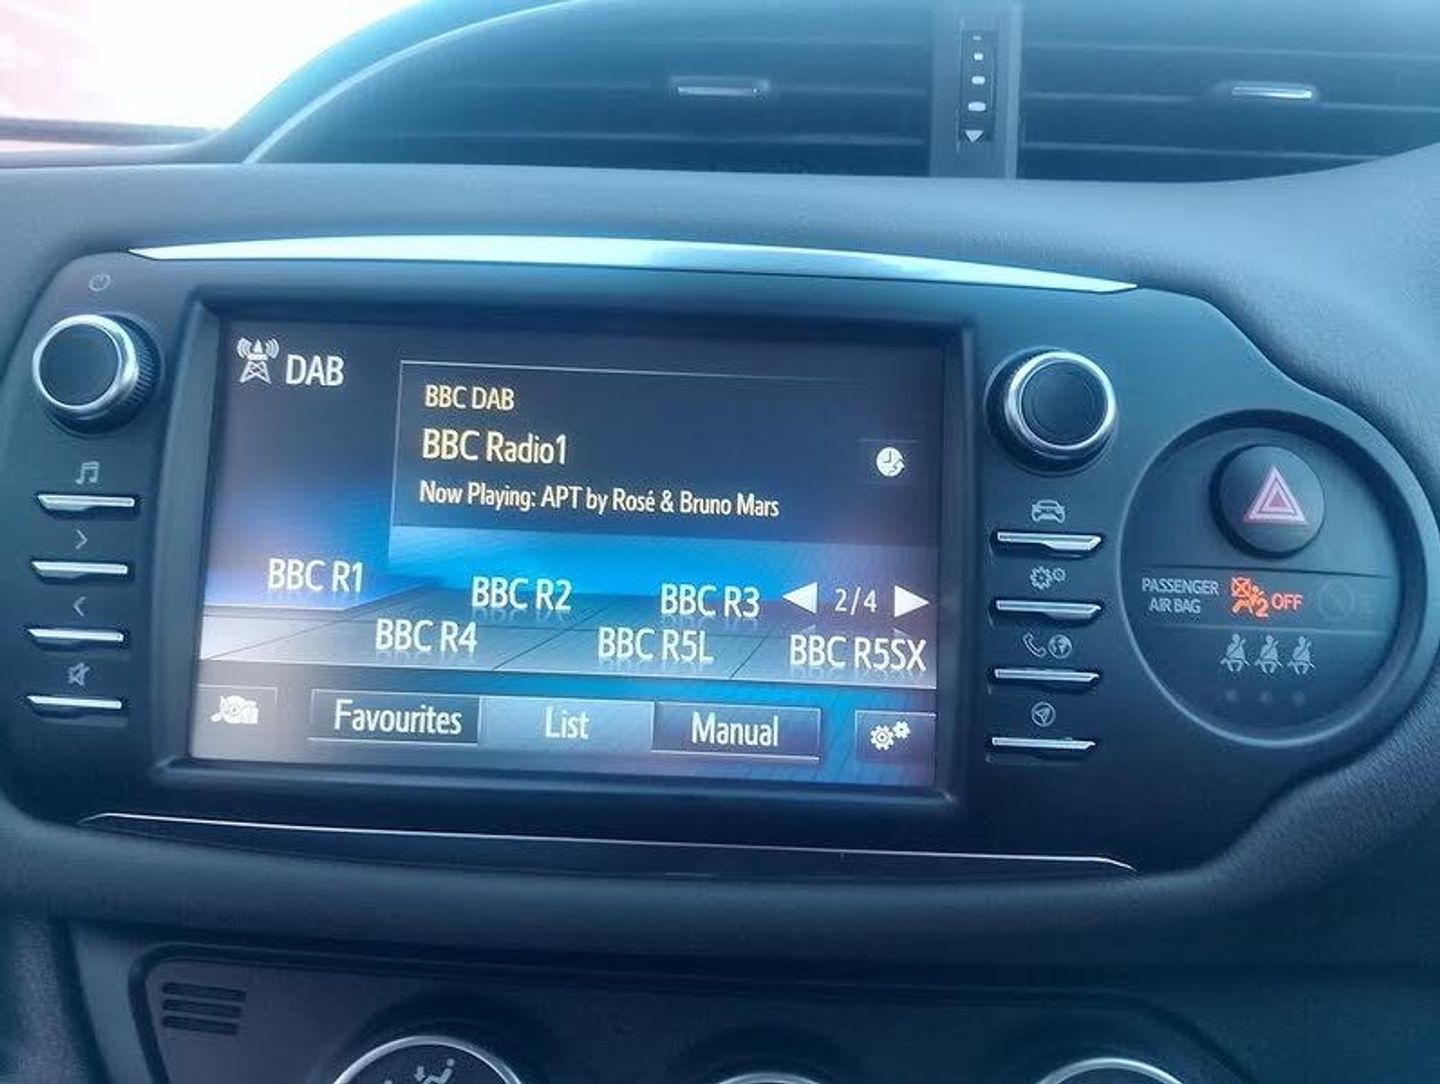 DAB
BBC DAB
BBC Radio1
Now Playing: APT by Rosé & Bruno Mars
BBC R1
BBC R2
BBC R3
2/4
BBC R4
BBC R5L
BBC R5SX
Favourites
List
Manual
PASSENGER
AIR BAG
2 OFF